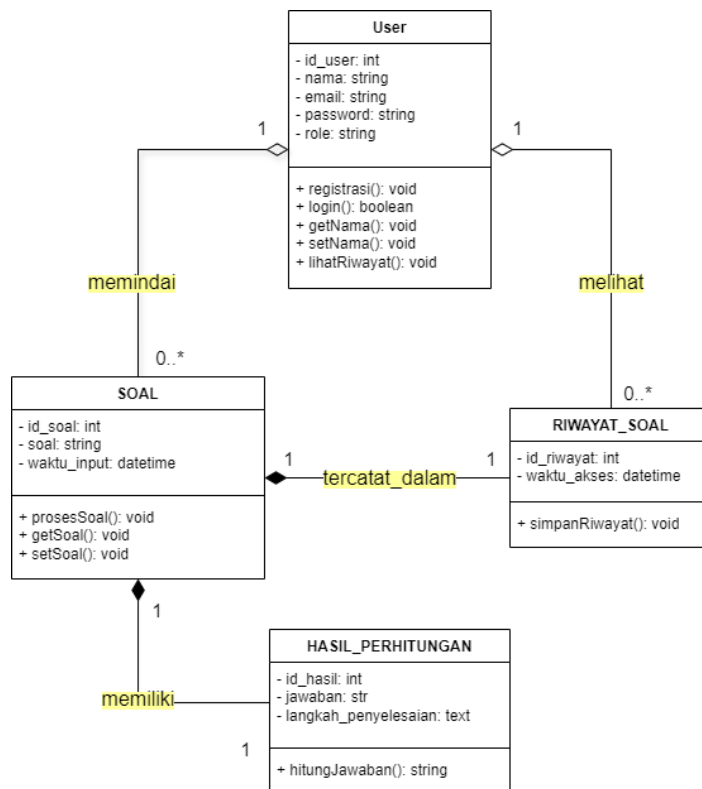 User
- id_user: int
- nama: string
- email: string
- password: string
- role: string
+ registrasi(): void
+ login(): boolean
+ getNama(): void
+ setNama(): void
+ lihatRiwayat(): void
1
1
memindai
melihat
0..*
0..*
SOAL
- id_soal: int
- soal: string
- waktu_input: datetime
+ prosesSoal(): void
+ getSoal(): void
+ setSoal(): void
1
tercatat_dalam
1
RIWAYAT_SOAL
- id_riwayat: int
- waktu_akses: datetime
+ simpanRiwayat(): void
1
memiliki
1
HASIL_PERHITUNGAN
- id_hasil: int
- jawaban: str
- langkah_penyelesaian: text
+ hitungJawaban(): string